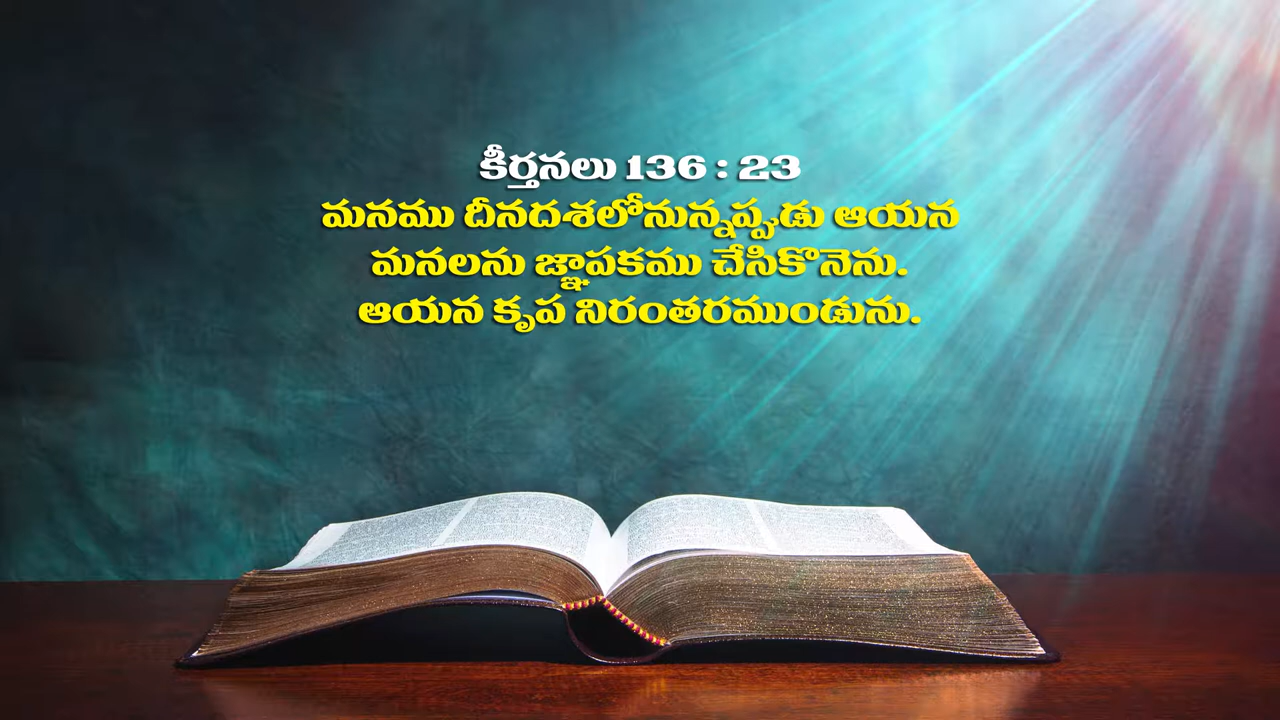 కీర్తనలు 136 : 23
మనము దీనదశలోనున్నప్పుడు ఆయన
మనలను జ్ఞాపకము చేసికొనెను.
ఆయన కృప నిరంతరముండును.